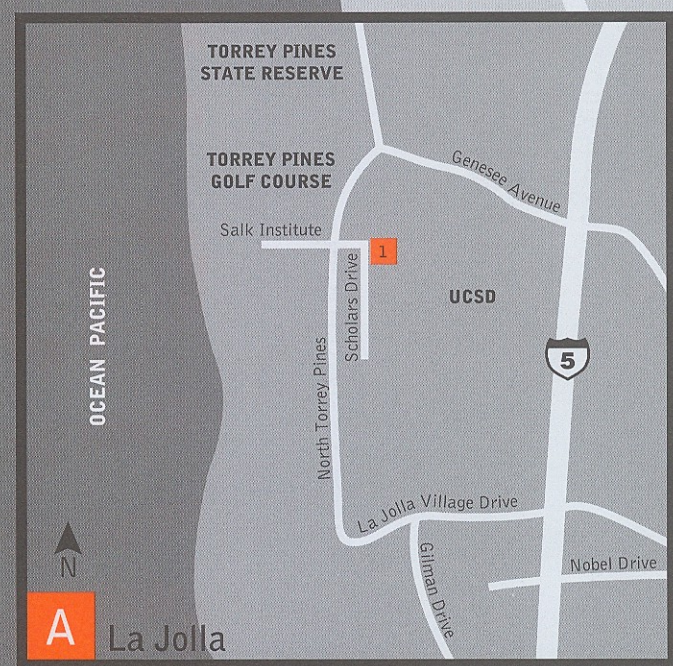 TORREY PINES
STATE RESERVE
TORREY PINES
GOLF COURSE
Genesee Avenue
Salk Institute
1
Scholars Drive
UCSD
OCEAN PACIFIC
North Torrey Pines
5
La Jolla Village Drive
Gilman Drive
Nobel Drive
N
A
La Jolla